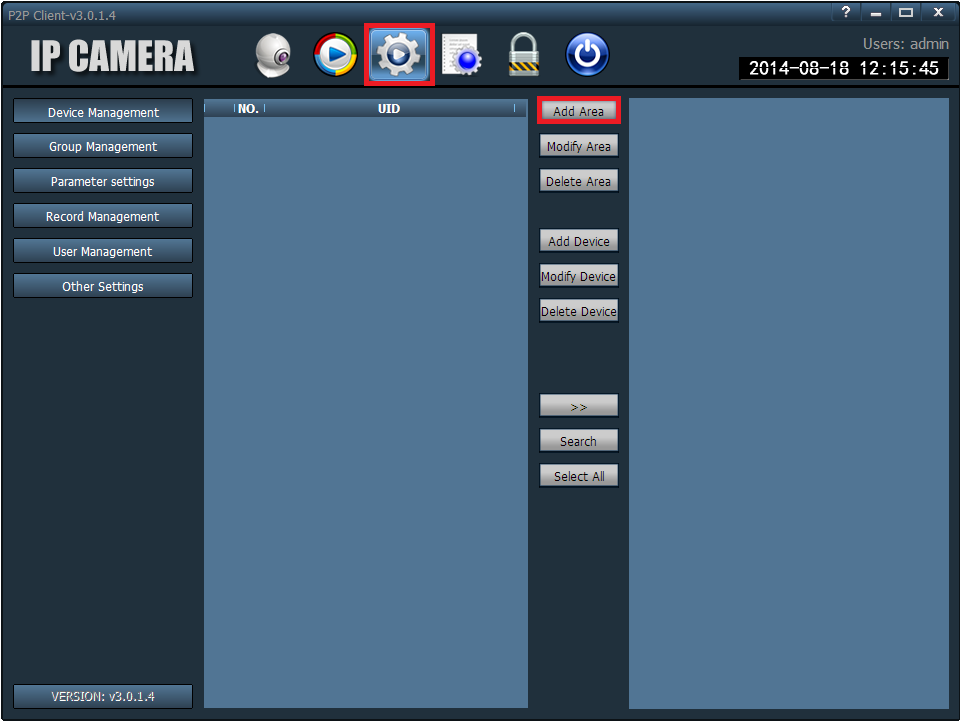 P2P Client-v3.0.1.4
?
IP CAMERA
Users: admin
2014-08-18 12:15:45
Device Management
Group Management
Parameter settings
Record Management
User Management
Other Settings
VERSION: v3.0.1.4
NO. UID
Add Area
Modify Area
Delete Area
Add Device
Modify Device
Delete Device
>>
Search
Select All